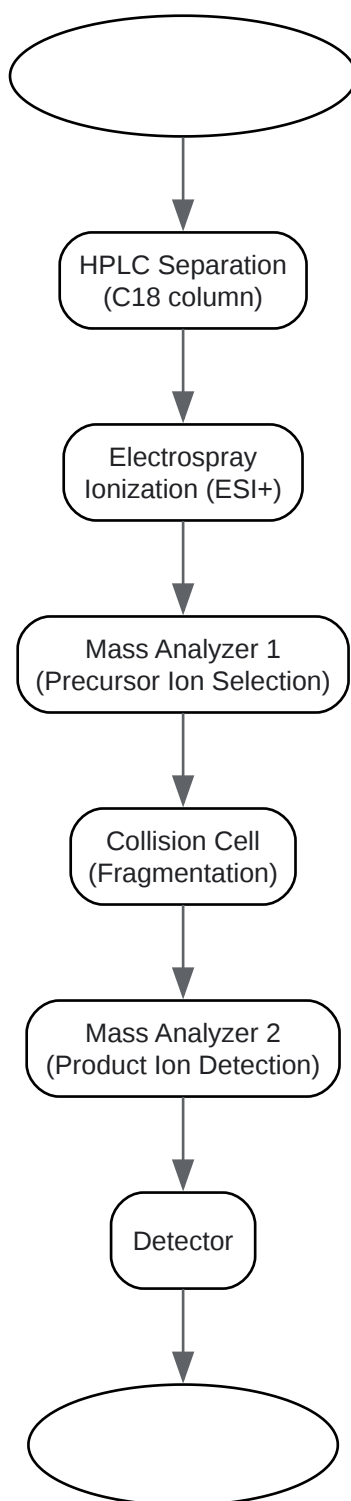 HPLC Separation
(C18 column)
Electrospray
Ionization (ESI+)
Mass Analyzer 1
(Precursor Ion Selection)
Collision Cell
(Fragmentation)
Mass Analyzer 2
(Product Ion Detection)
Detector